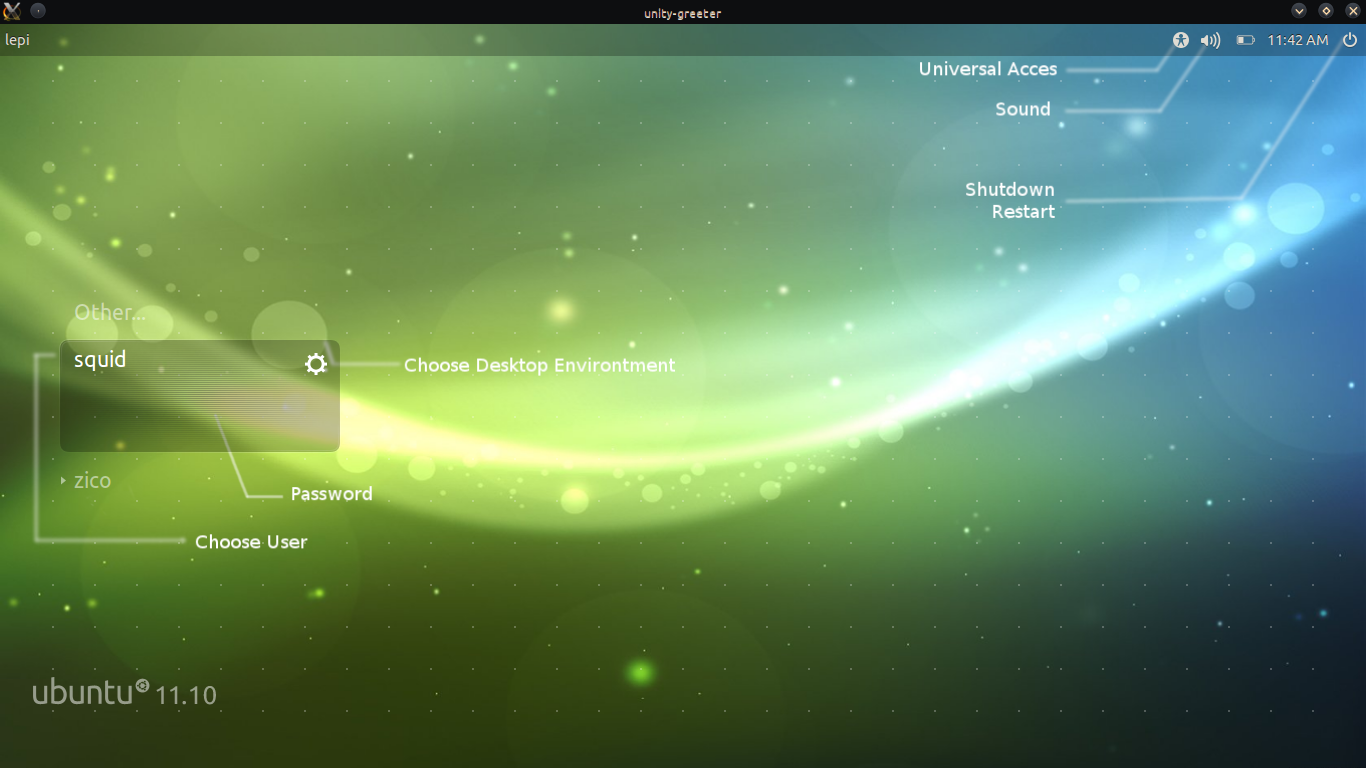 unity-greeter
lepi
11:42 AM
Universal Acces
Sound
Shutdown
Restart
Other...
squid
Choose Desktop Environtment
zico
Password
Choose User
ubuntu 11.10